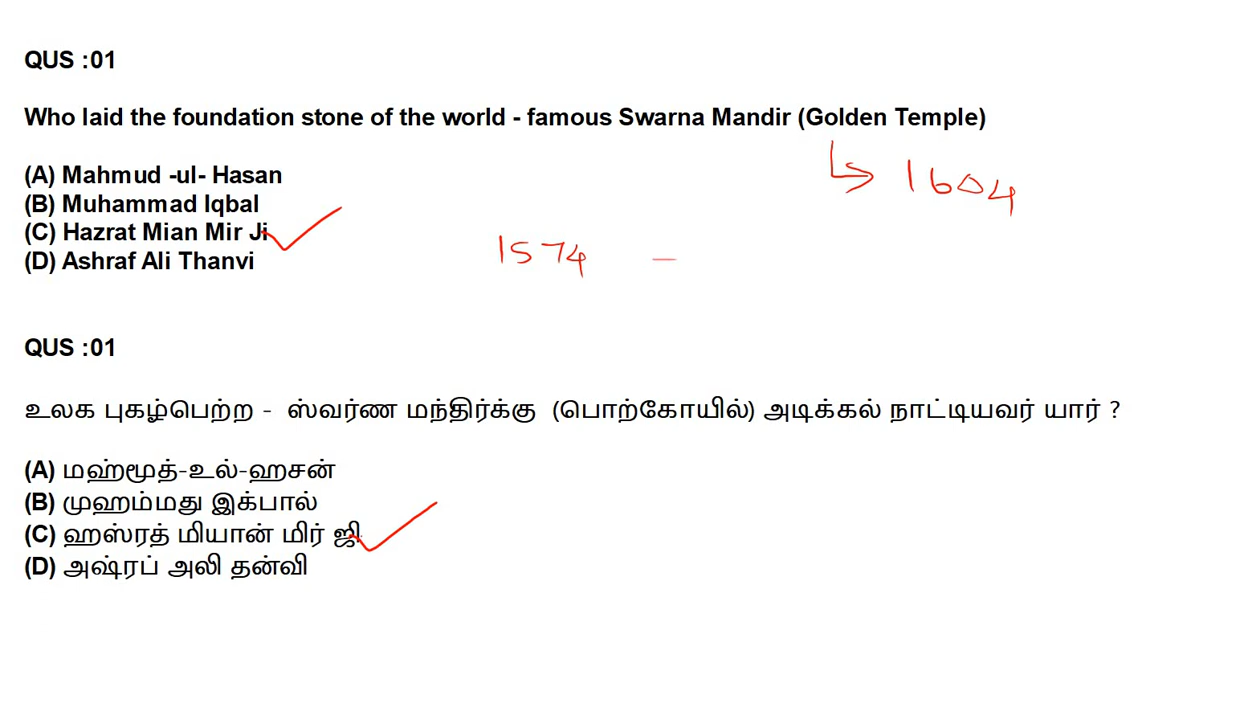 QUS :01
Who laid the foundation stone of the world - famous Swarna Mandir (Golden Temple)
1604
(A) Mahmud -ul- Hasan
(B) Muhammad Iqbal
(C) Hazrat Mian Mir Ji
1574 –
(D) Ashraf Ali Thanvi
QUS :01
உலக புகழ்பெற்ற - ஸ்வர்ண மந்திர்க்கு (பொற்கோயில்) அடிக்கல் நாட்டியவர் யார் ?
(A) மஹ்மூத்-உல்-ஹசன்
(B) முஹம்மது இக்பால்
(C) ஹஸ்ரத் மியான் மிர் ஜி
(D) அஷ்ரப் அலி தன்வி